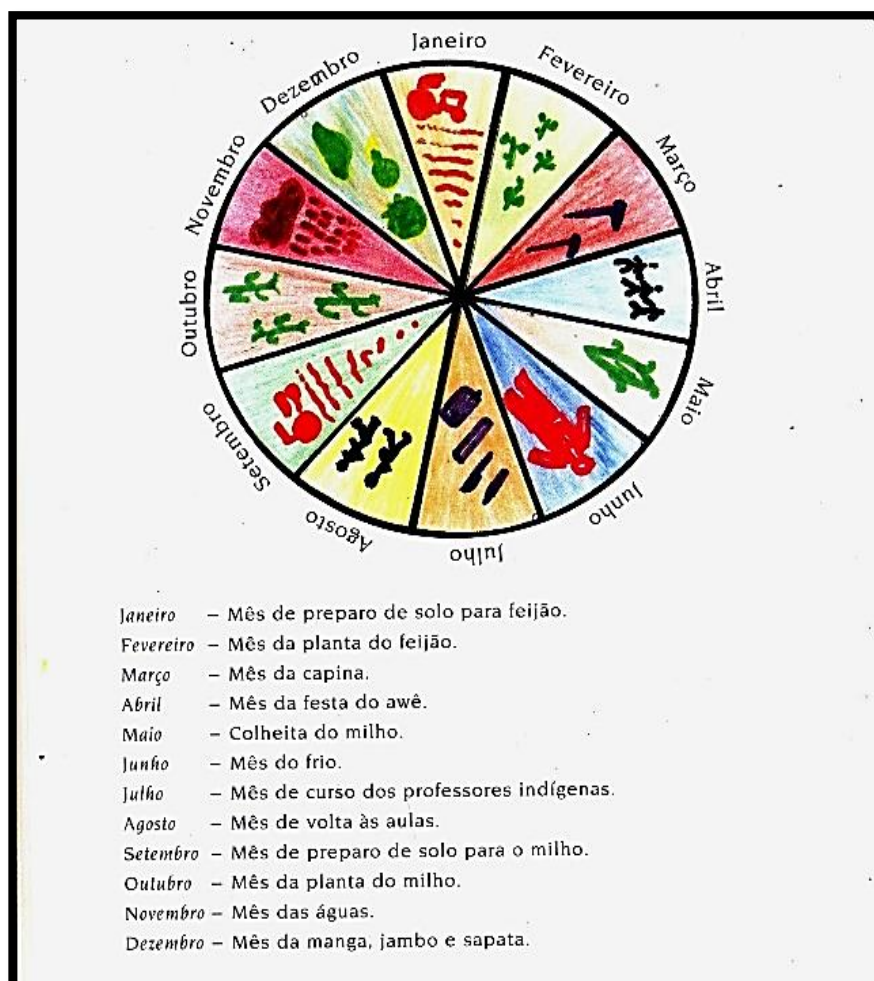 Janeiro
Fevereiro
Março
Abril
Maio
Junho
Julho
Agosto
Setembro
Outubro
Novembro
Dezembro
Janeiro – Mês de preparo de solo para feijão.
Fevereiro – Mês da planta do feijão.
Março – Mês da capina.
Abril – Mês da festa do awê.
Maio – Colheita do milho.
Junho – Mês do frio.
Julho – Mês de curso dos professores indígenas.
Agosto – Mês de volta às aulas.
Setembro – Mês de preparo de solo para o milho.
Outubro – Mês da planta do milho.
Novembro – Mês das águas.
Dezembro – Mês da manga, jambo e sapata.